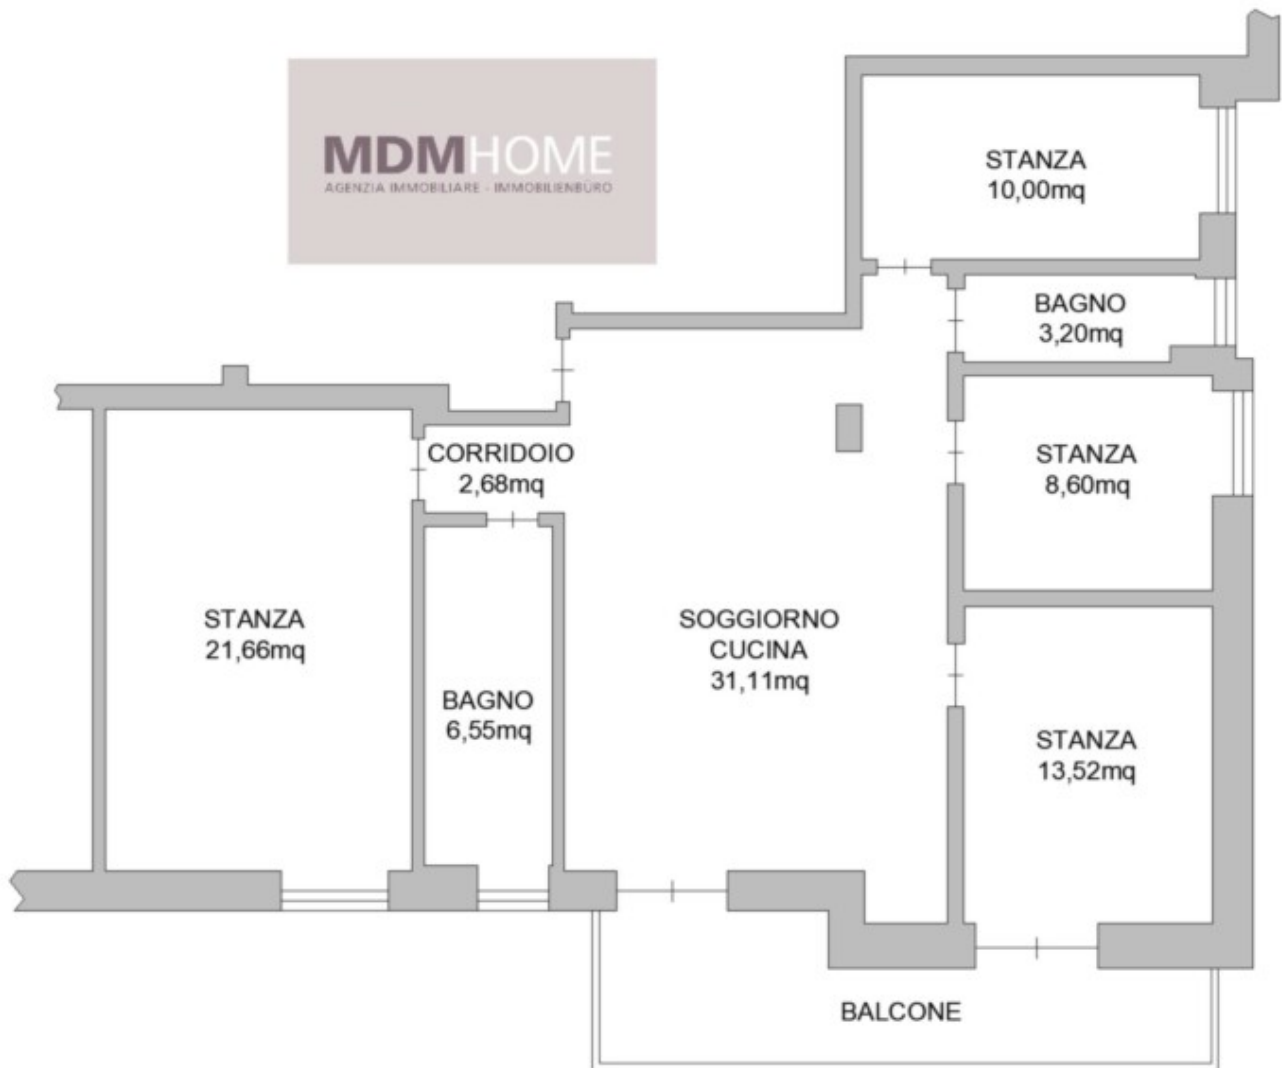 MDMHOME
AGENZIA IMMOBILIARE - IMMOBILIENBÜRO
STANZA
10,00mq
BAGNO
3,20mq
CORRIDOIO
2,68mq
STANZA
8,60mq
STANZA
21,66mq
SOGGIORNO
CUCINA
31,11mq
BAGNO
6,55mq
STANZA
13,52mq
BALCONE